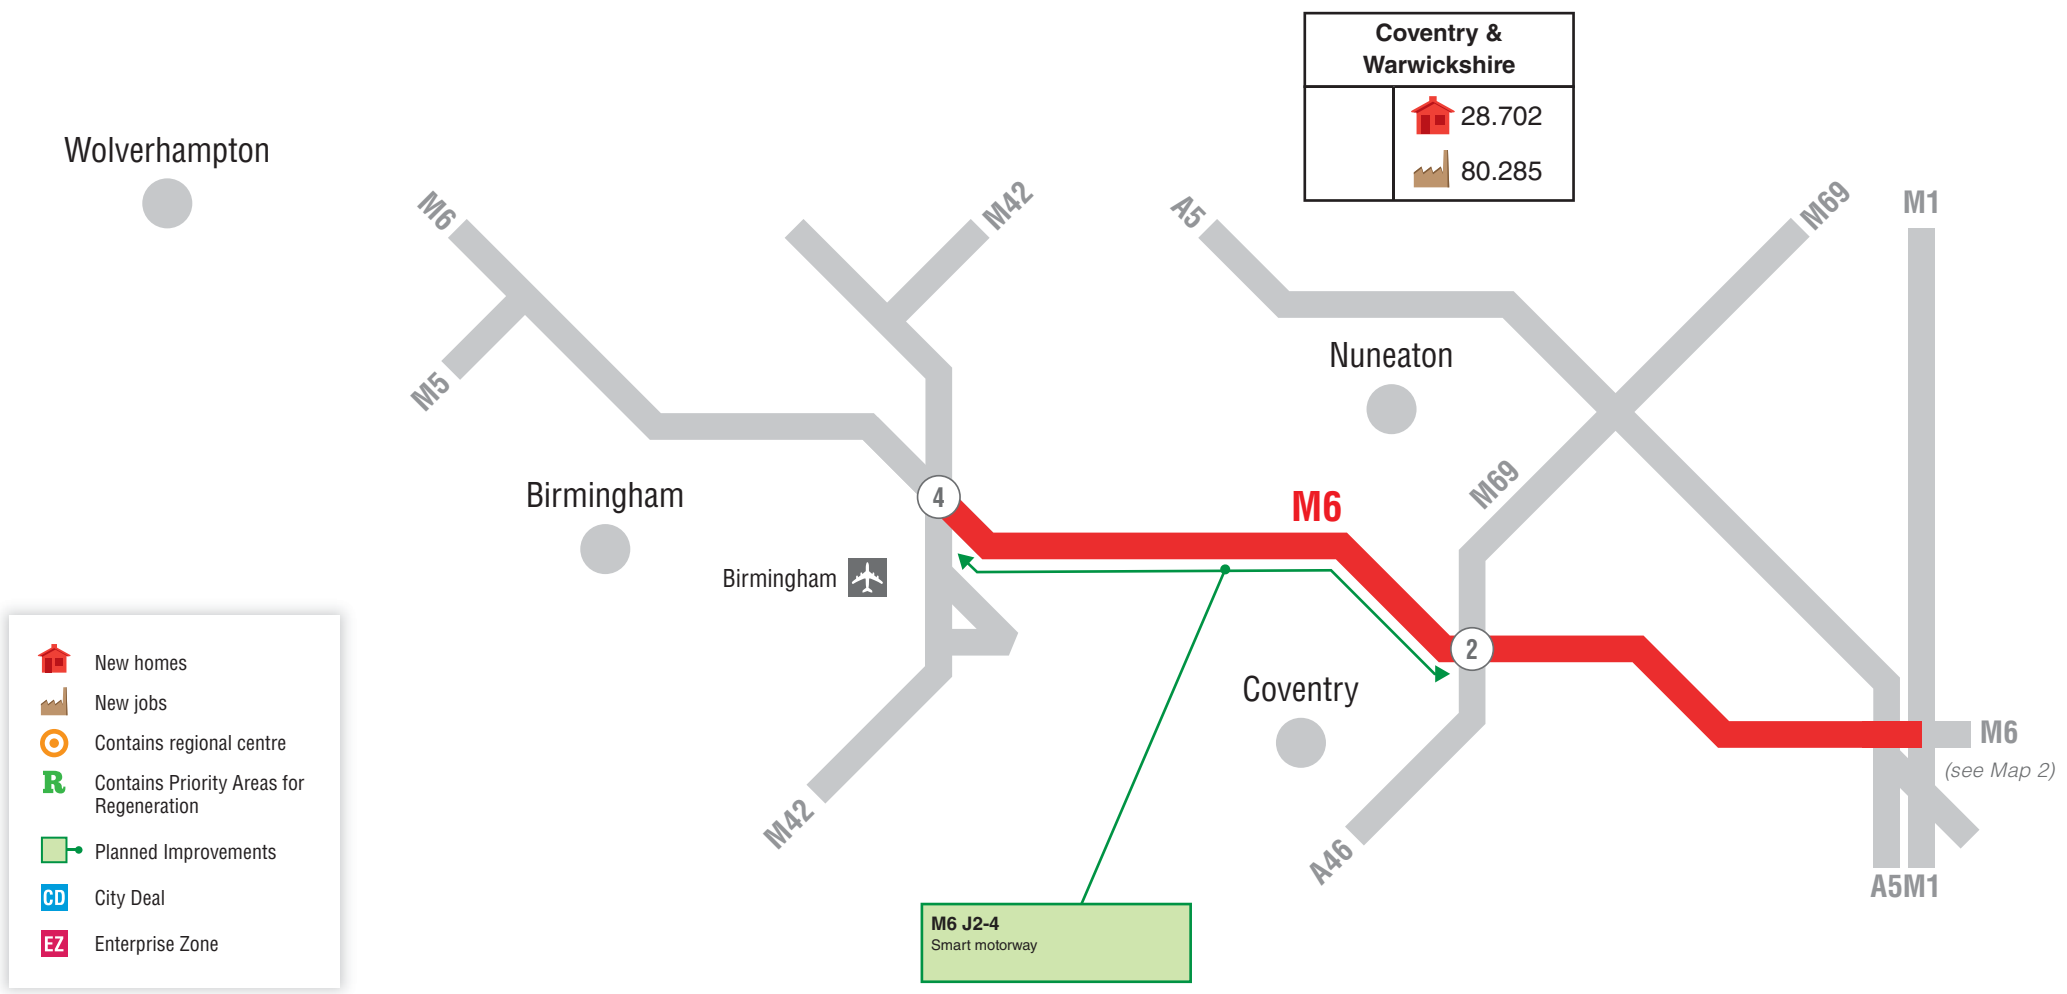 Coventry &
Warwickshire
28.702
80.285
Wolverhampton
M6
M42
A5
M69
M1
M5
Nuneaton
Birmingham
4
M6
M69
Birmingham
2
Coventry
M6
(see Map 2)
M42
A46
A5
M1
M6 J2-4
Smart motorway
New homes
New jobs
Contains regional centre
R
Contains Priority Areas for
Regeneration
Planned Improvements
CD
City Deal
EZ
Enterprise Zone